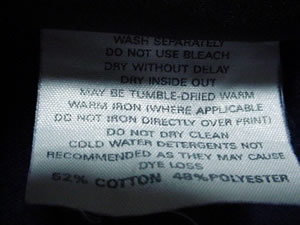 WASH SEPARATELY
DO NOT USE BLEACH
DRY WITHOUT DELAY
DRY INSIDE OUT
MAY BE TUMBLE-DRIED WARM
WARM IRON (WHERE APPLICABLE
DO NOT IRON DIRECTLY OVER PRINT)
DO NOT DRY CLEAN
COLD WATER DETERGENTS NOT
RECOMMENDED AS THEY MAY CAUSE
DYE LOSS
52% COTTON 48% POLYESTER